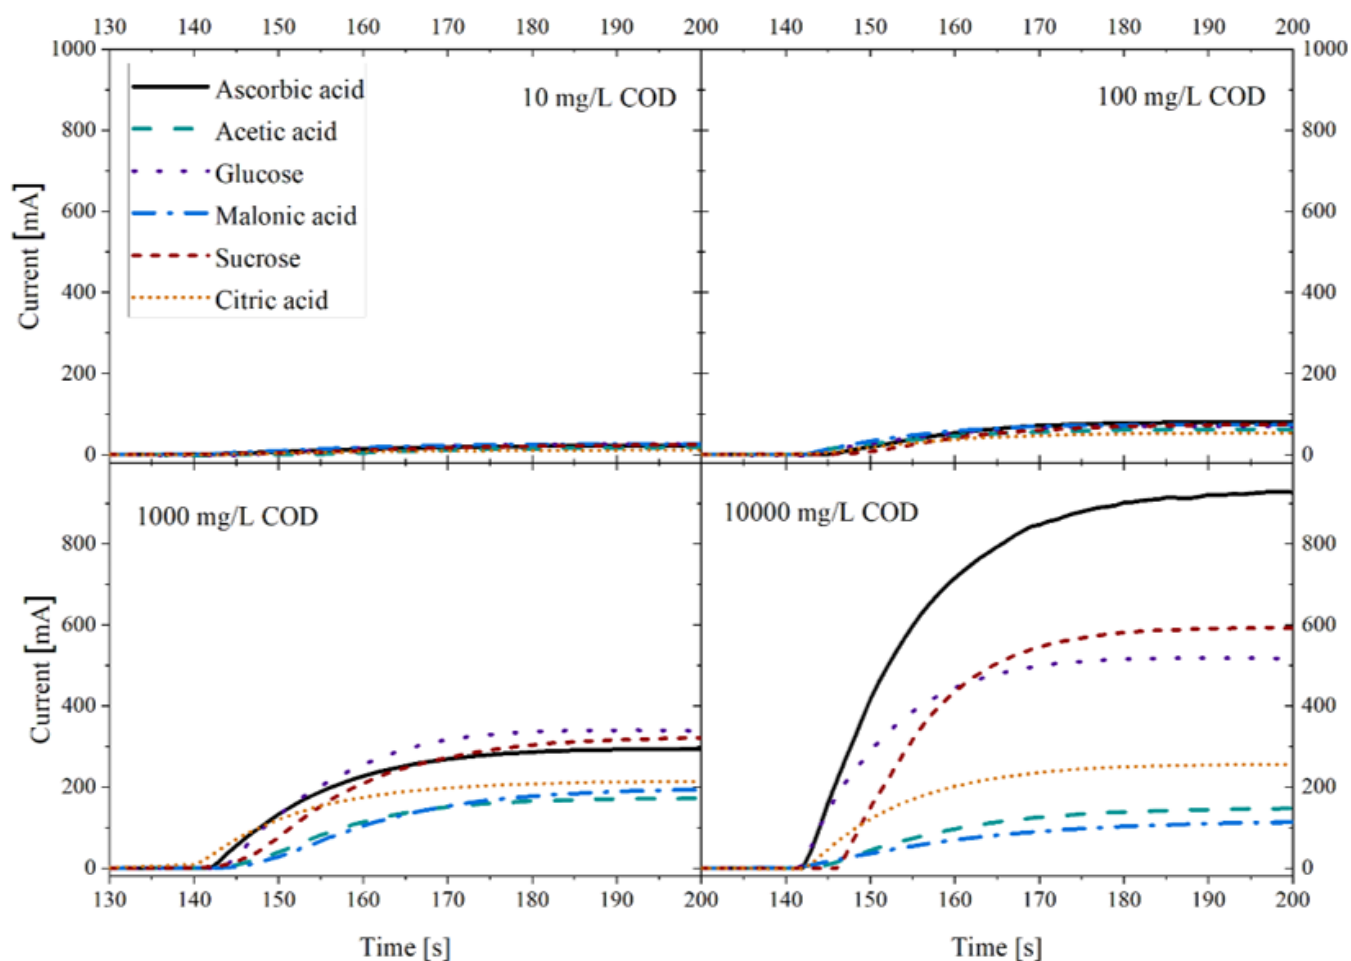 130 140 150 160 170 180 190 200 140 150 160 170 180 190 200
1000 1000
Ascorbic acid 10 mg/L COD 100 mg/L COD
800 Acetic acid 800
Glucose
600 Malonic acid 600
Sucrose
400 Citric acid 400
Current [mA]
200 200
0 0
1000 mg/L COD 10000 mg/L COD
800 800
600 600
Current [mA]
400 400
200 200
0 0
130 140 150 160 170 180 190 200 140 150 160 170 180 190 200
Time [s] Time [s]